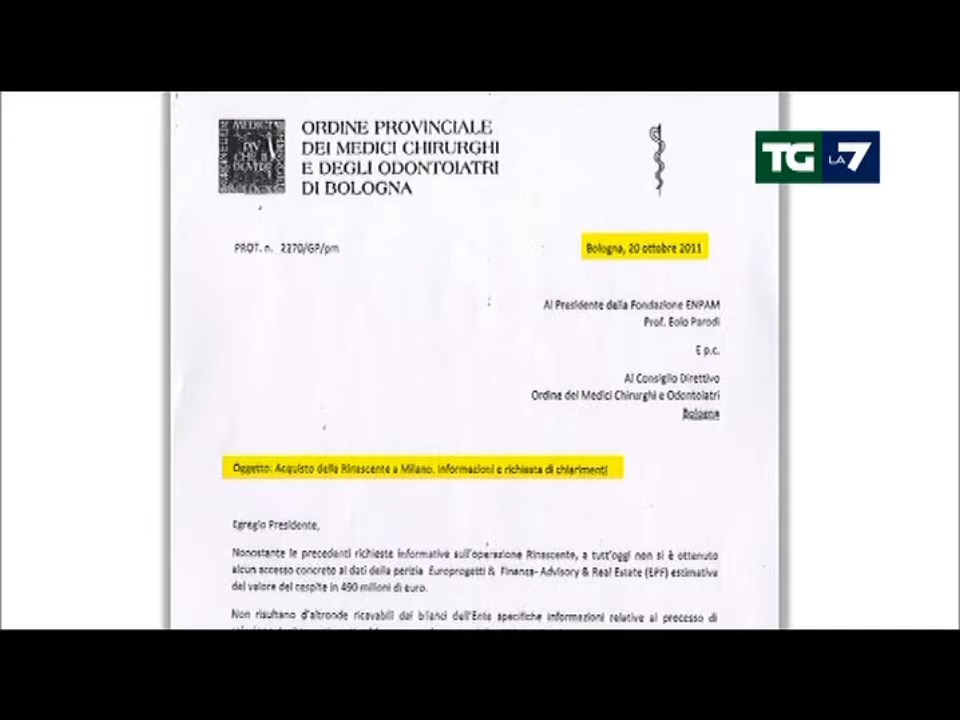 TG LA 7
ORDINE PROVINCIALE
DEI MEDICI CHIRURGHI
E DEGLI ODONTOIATRI
DI BOLOGNA
PROT. n. 2270/GP/pm
Bologna, 20 ottobre 2011
Al Presidente della Fondazione ENPAM
Prof. Eolo Parodi
E p.c.
Al Consiglio Direttivo
Ordine dei Medici Chirurghi e Odontoiatri
Bologna
Oggetto: Acquisto della Rinascente a Milano. Informazioni e richiesta di chiarimenti
Egregio Presidente,
Nonostante le precedenti richieste informative sull'operazione Rinascente, a tutt'oggi non si è ottenuto
alcun accesso concreto ai dati della perizia Europrogetti & Finanza- Advisory & Real Estate (EPF) estimativa
del valore del cespite in 490 milioni di euro.
Non risultano d'altronde ricavabili dai bilanci dell'Ente specifiche informazioni relative al processo di